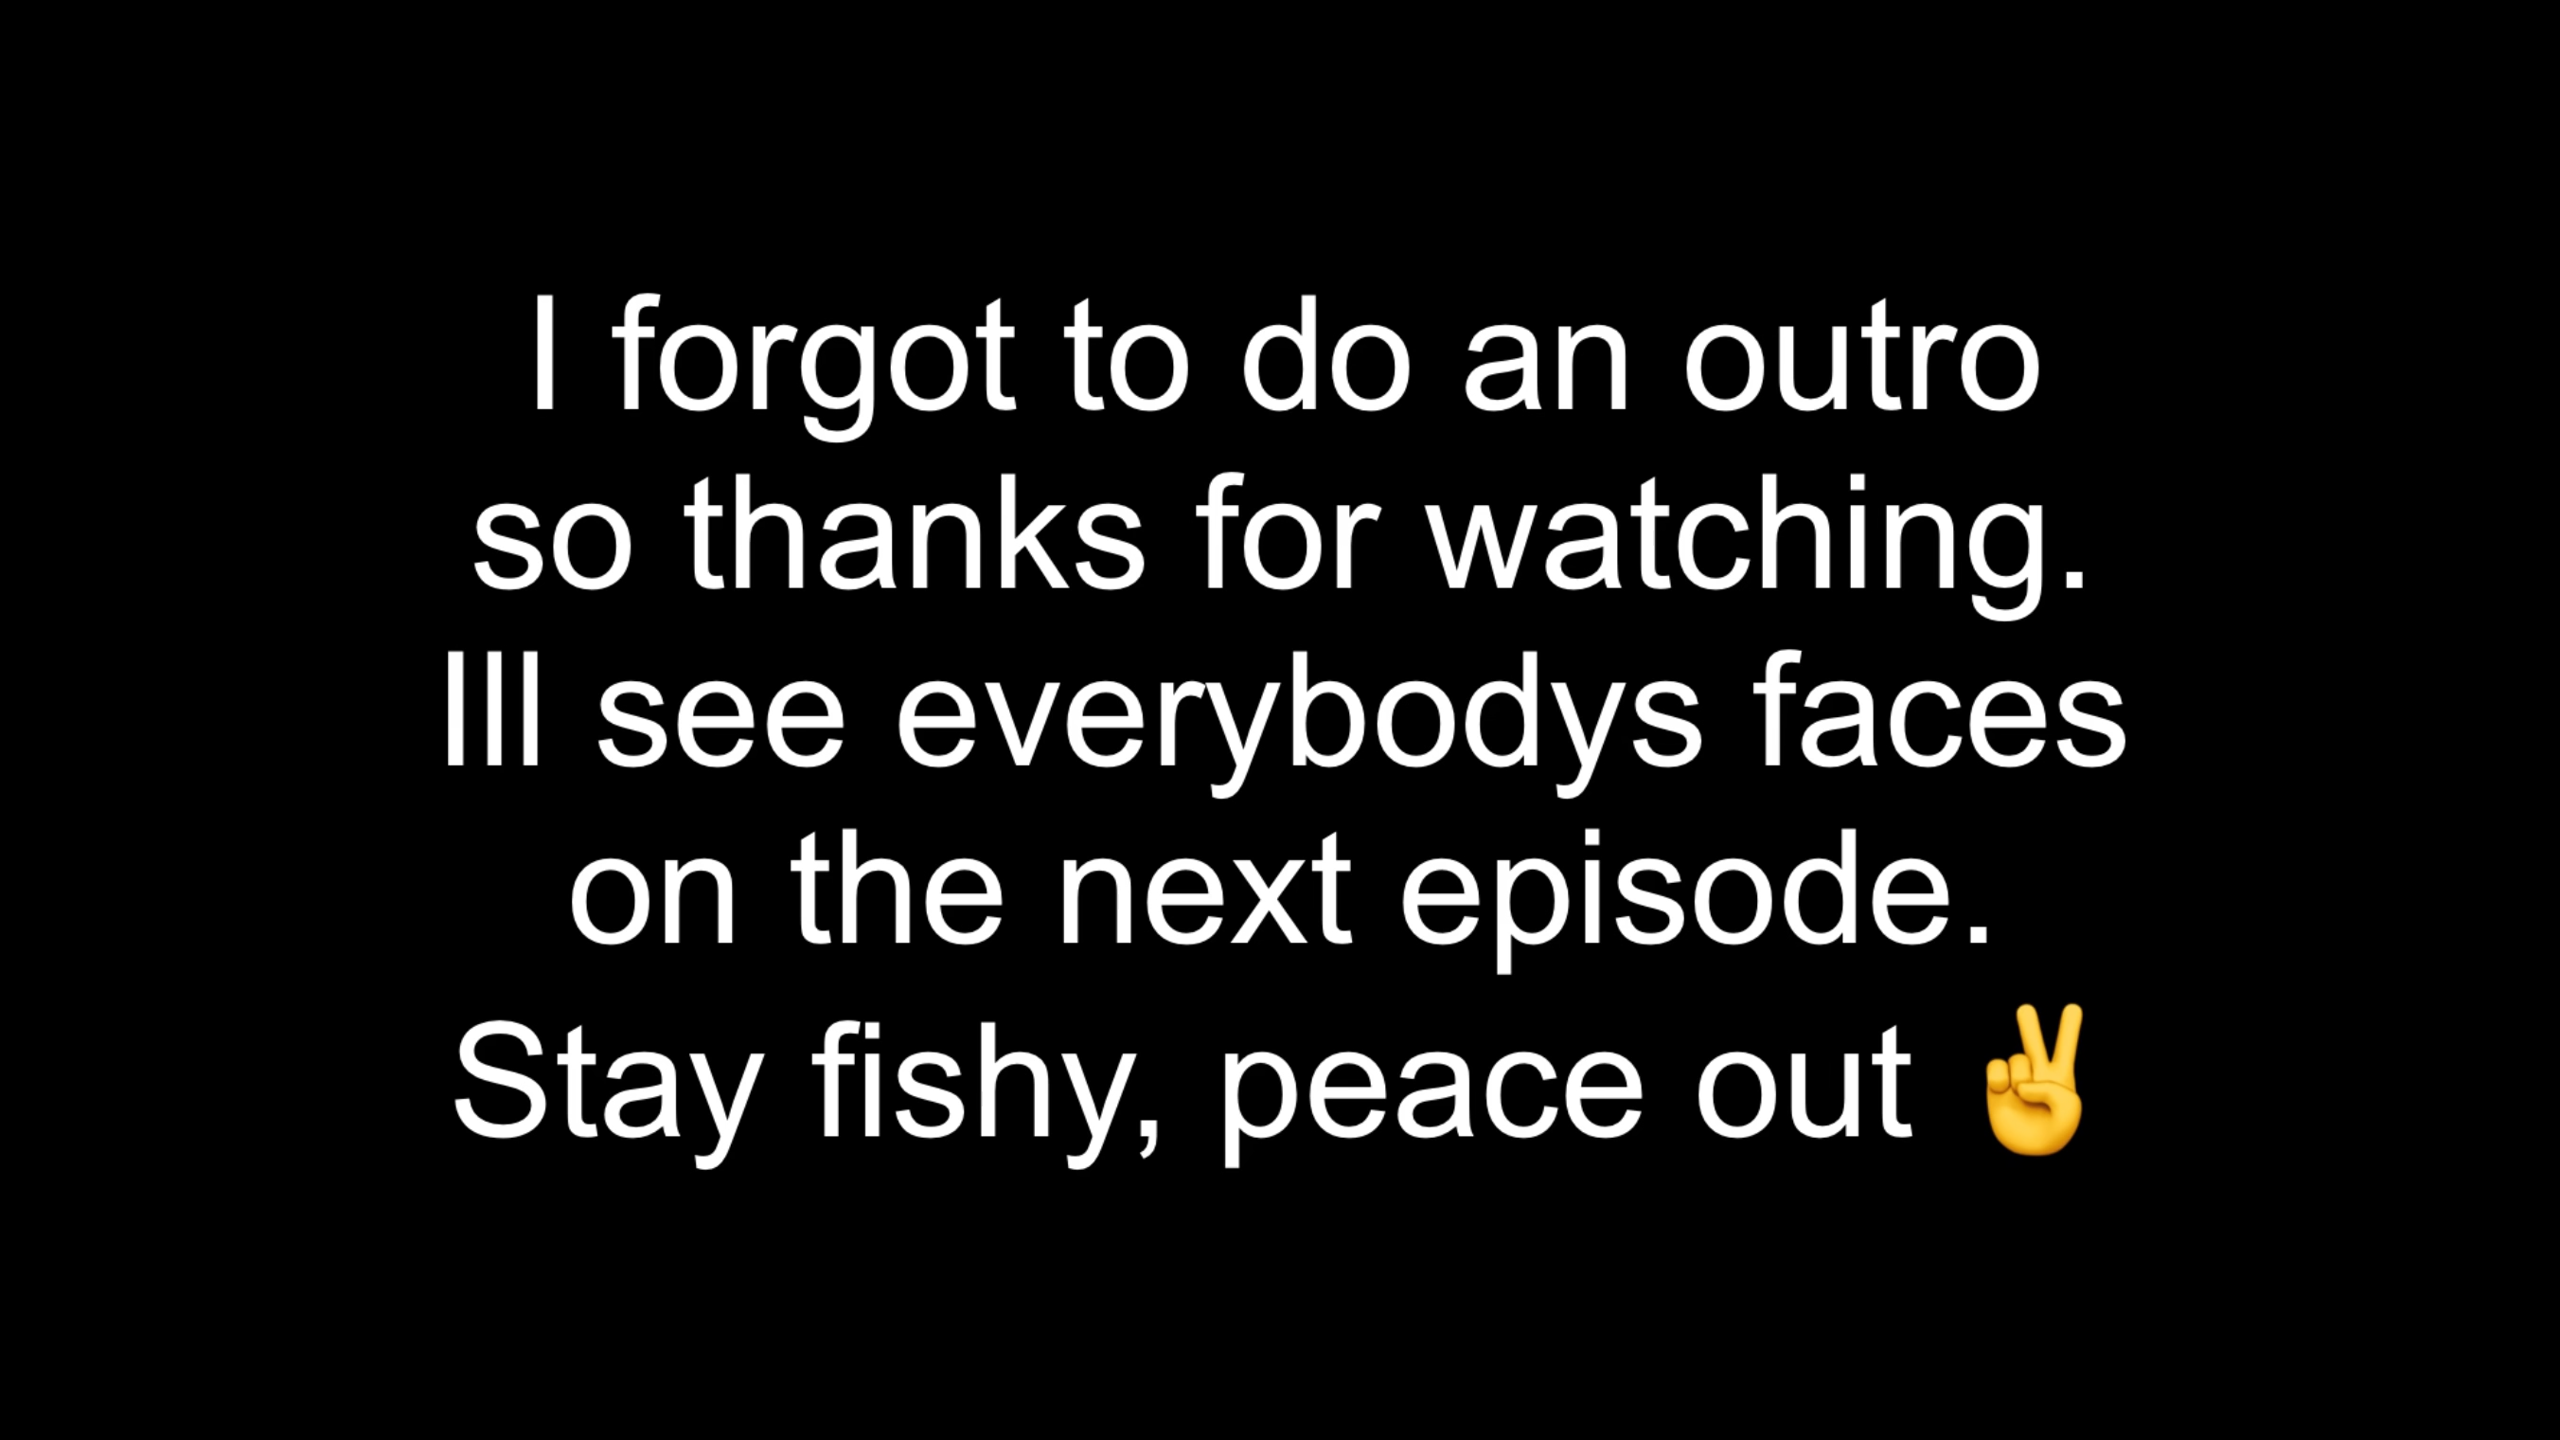 I forgot to do an outro
so thanks for watching.
Ill see everybodys faces
on the next episode.
Stay fishy, peace out ✌️